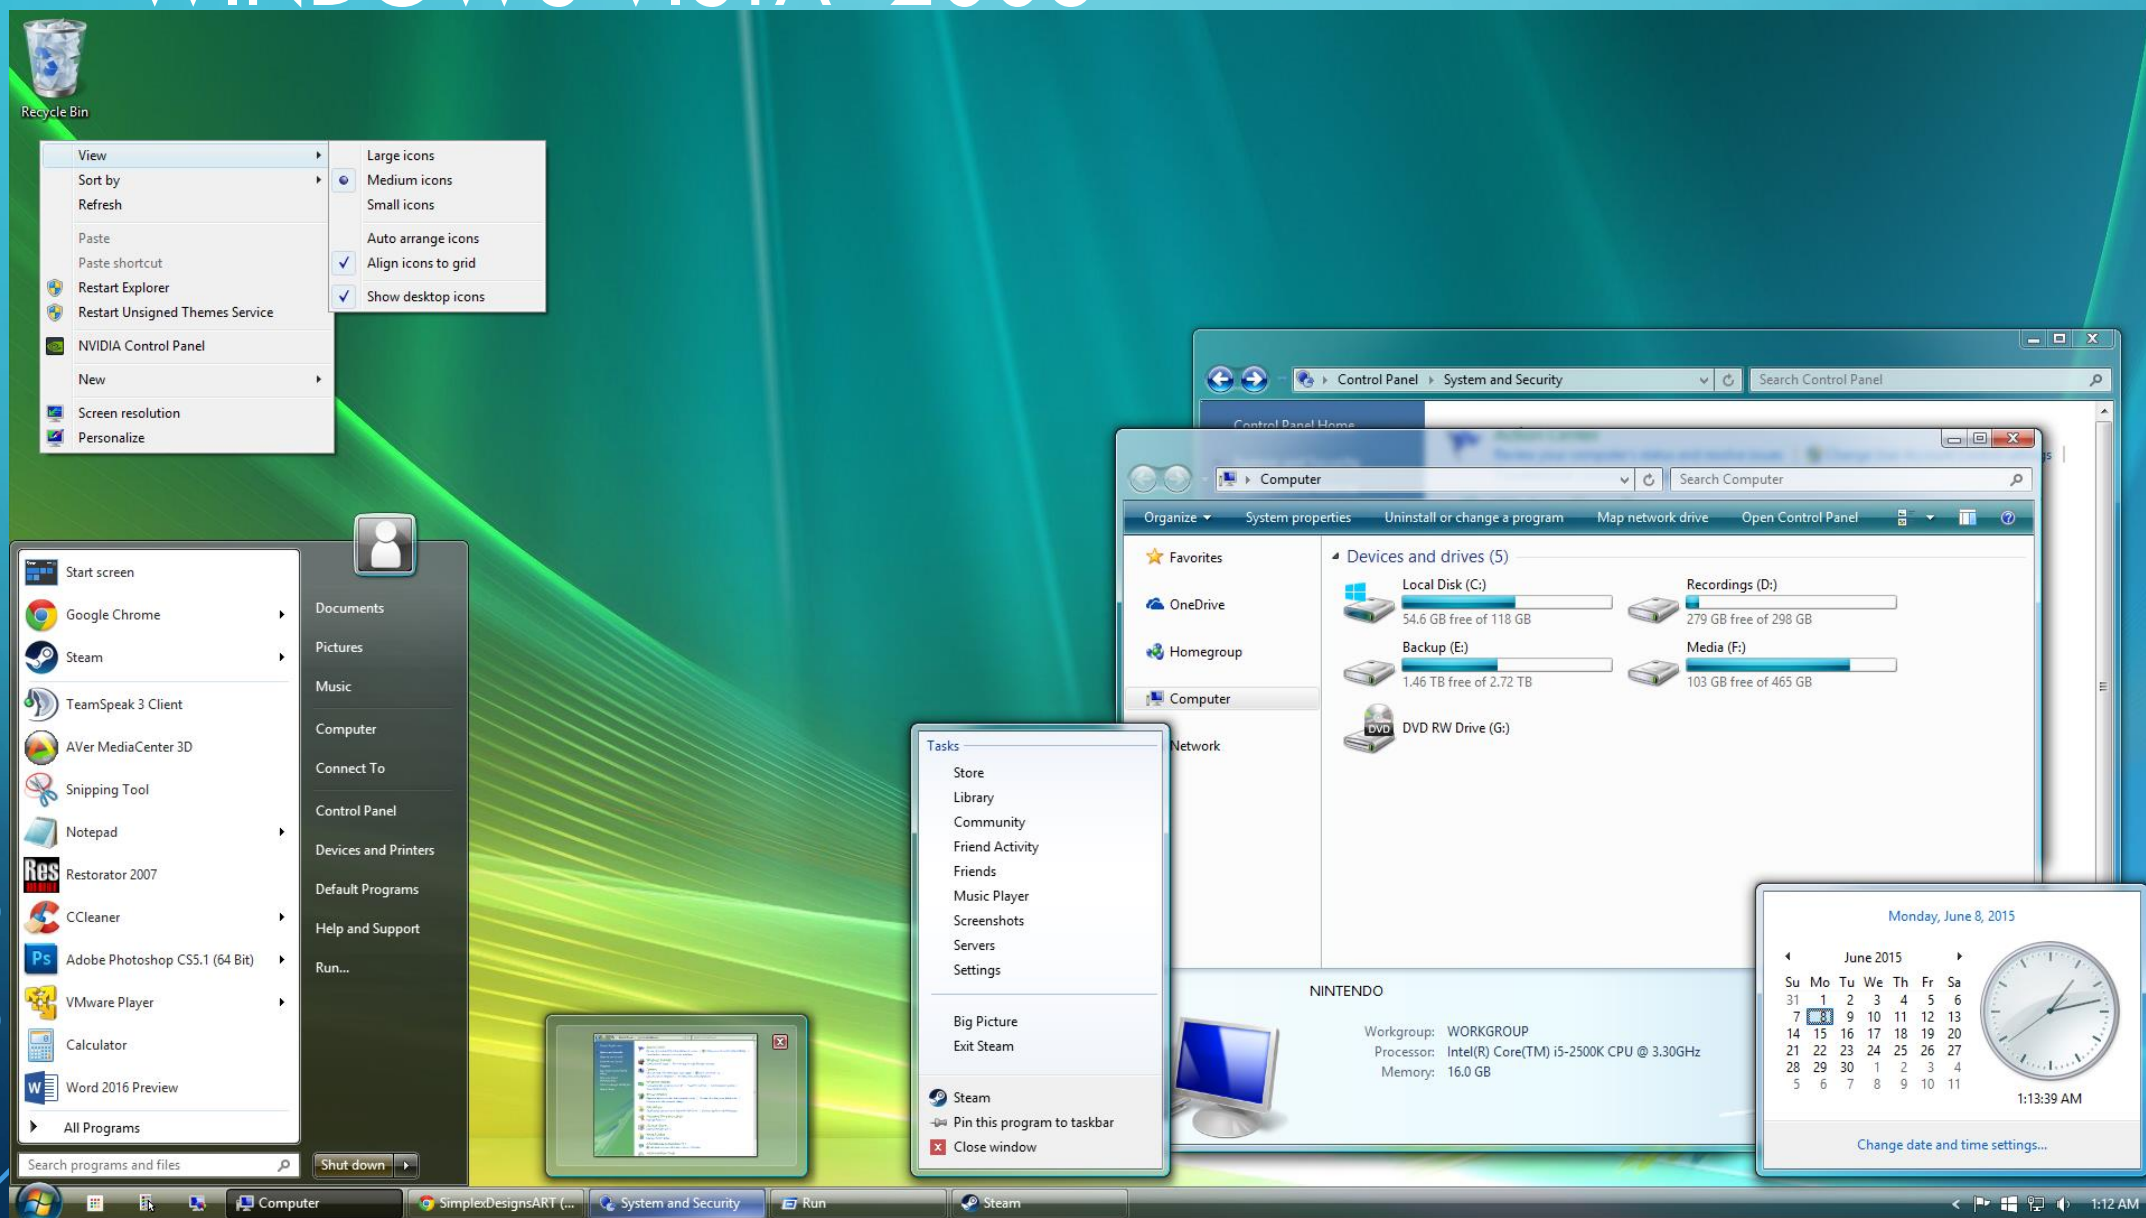 WINDOWS VISTA
Recycle Bin
View
Sort by
Refresh
Paste
Paste shortcut
Restart Explorer
Restart Unsigned Themes Service
NVIDIA Control Panel
New
Screen resolution
Personalize
Large icons
Medium icons
Small icons
Auto arrange icons
Align icons to grid
Show desktop icons
Control Panel
System and Security
Search Control Panel
Control Panel Home
Computer
Search Computer
Organize
System properties
Uninstall or change a program
Map network drive
Open Control Panel
Favorites
OneDrive
Homegroup
Computer
Network
Devices and drives (5)
Local Disk (C:)
54.6 GB free of 118 GB
Recordings (D:)
279 GB free of 298 GB
Backup (E:)
1.46 TB free of 2.72 TB
Media (F:)
103 GB free of 465 GB
DVD
DVD RW Drive (G:)
NINTENDO
Workgroup: WORKGROUP
Processor: Intel(R) Core(TM) i5-2500K CPU @ 3.30GHz
Memory: 16.0 GB
Start screen
Google Chrome
Steam
TeamSpeak 3 Client
AVer MediaCenter 3D
Snipping Tool
Notepad
Res
Restorator 2007
CCleaner
Ps
Adobe Photoshop CS5.1 (64 Bit)
VMware Player
Calculator
W
Word 2016 Preview
All Programs
Search programs and files
Documents
Pictures
Music
Computer
Connect To
Control Panel
Devices and Printers
Default Programs
Help and Support
Run...
Shut down
Tasks
Store
Library
Community
Friend Activity
Friends
Music Player
Screenshots
Servers
Settings
Big Picture
Exit Steam
Steam
Pin this program to taskbar
Close window
Monday, June 8, 2015
June 2015
Su Mo Tu We Th Fr Sa
31 1 2 3 4 5 6
7 8 9 10 11 12 13
14 15 16 17 18 19 20
21 22 23 24 25 26 27
28 29 30 1 2 3 4
5 6 7 8 9 10 11
1:13:39 AM
Change date and time settings...
Computer
SimplexDesignsART (...
System and Security
Run
Steam
1:12 AM